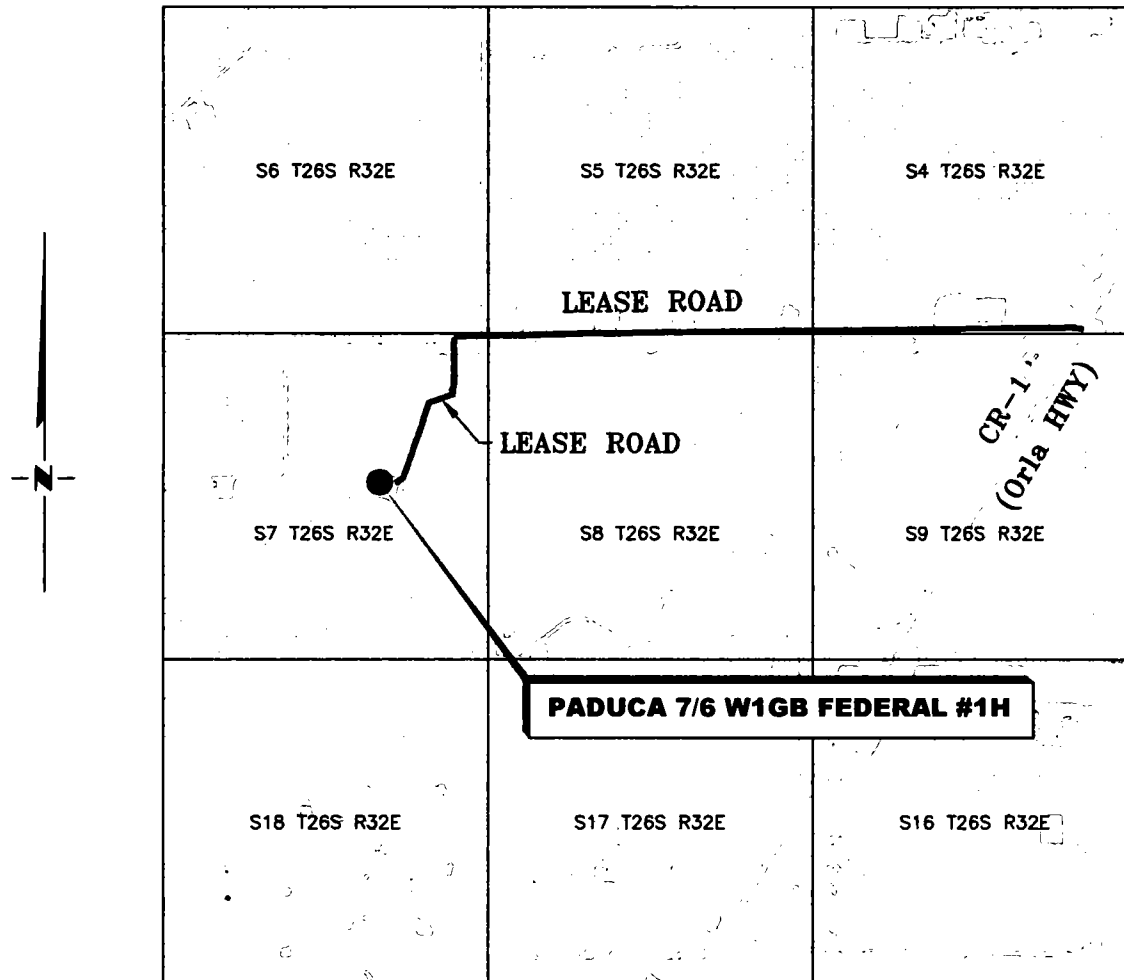 S6 T26S R32E
S5 T26S R32E
S4 T26S R32E
LEASE ROAD
LEASE ROAD
CR-1
(Orla HWY)
N
S7 T26S R32E
S8 T26S R32E
S9 T26S R32E
PADUCA 7/6 W1GB FEDERAL #1H
S18 T26S R32E
S17 T26S R32E
S16 T26S R32E